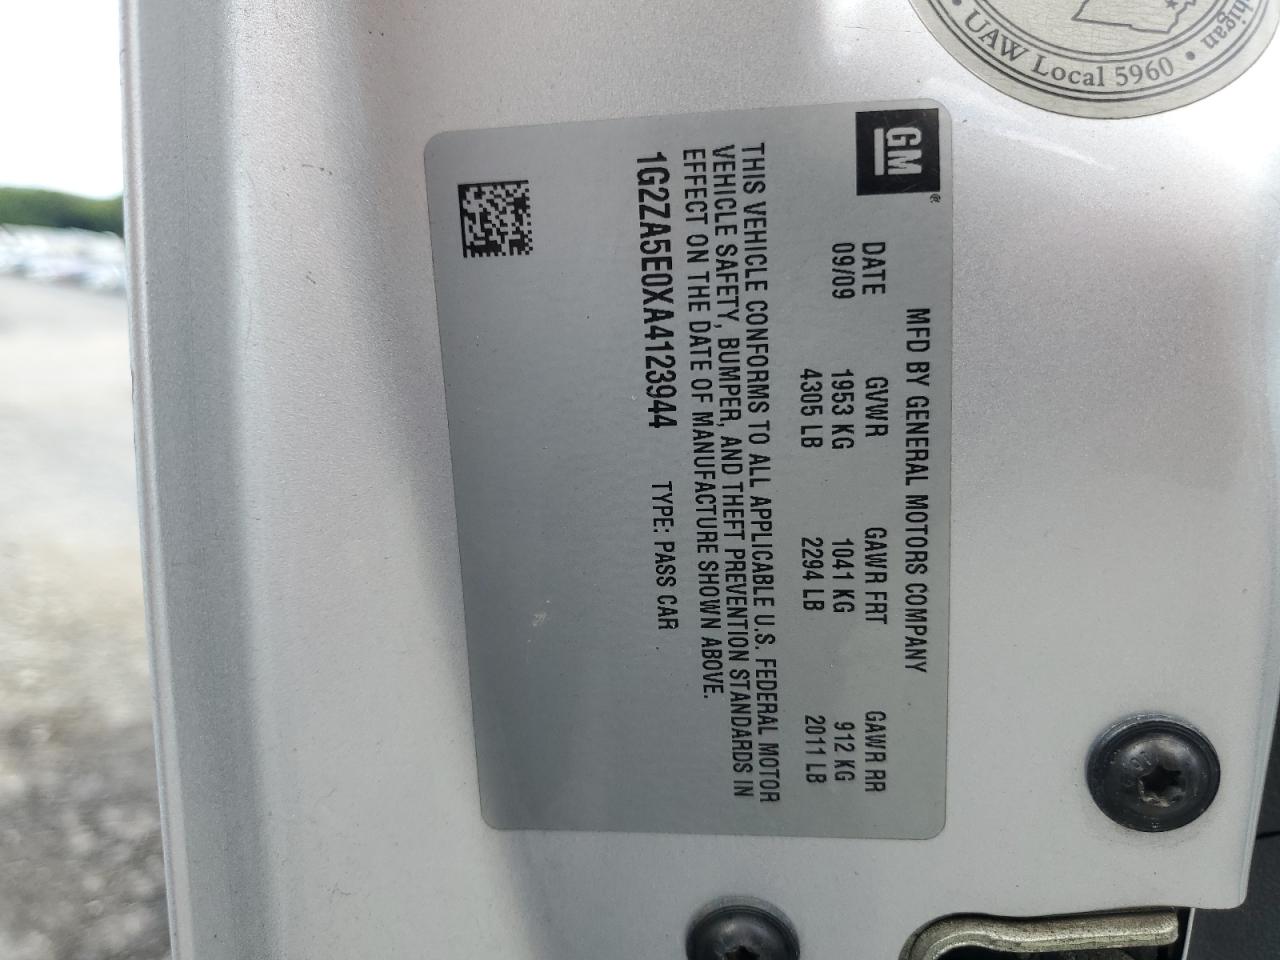 higan
• UAW Local 5960 •
GM
®
MFD BY GENERAL MOTORS COMPANY
DATE GVWR GAWR FRT GAWR RR
09/09 1953 KG 1041 KG 912 KG
4305 LB 2294 LB 2011 LB
THIS VEHICLE CONFORMS TO ALL APPLICABLE U.S. FEDERAL MOTOR
VEHICLE SAFETY, BUMPER, AND THEFT PREVENTION STANDARDS IN
EFFECT ON THE DATE OF MANUFACTURE SHOWN ABOVE.
1G2ZA5E0XA4123944 TYPE: PASS CAR